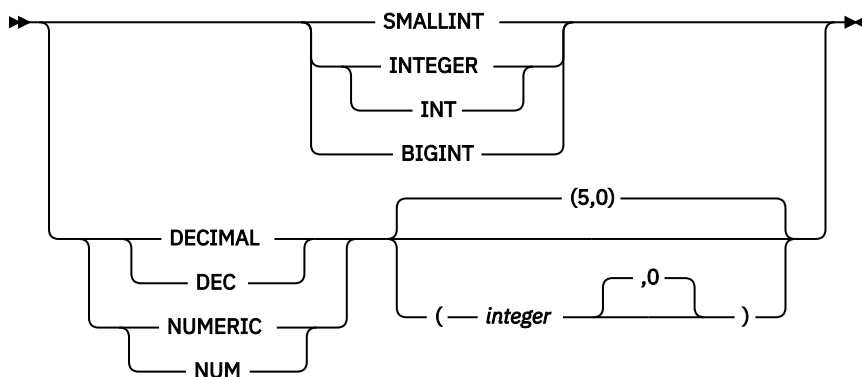 SMALLINT
INTEGER
INT
BIGINT
(5,0)
DECIMAL
DEC
,0
( integer )
NUMERIC
NUM